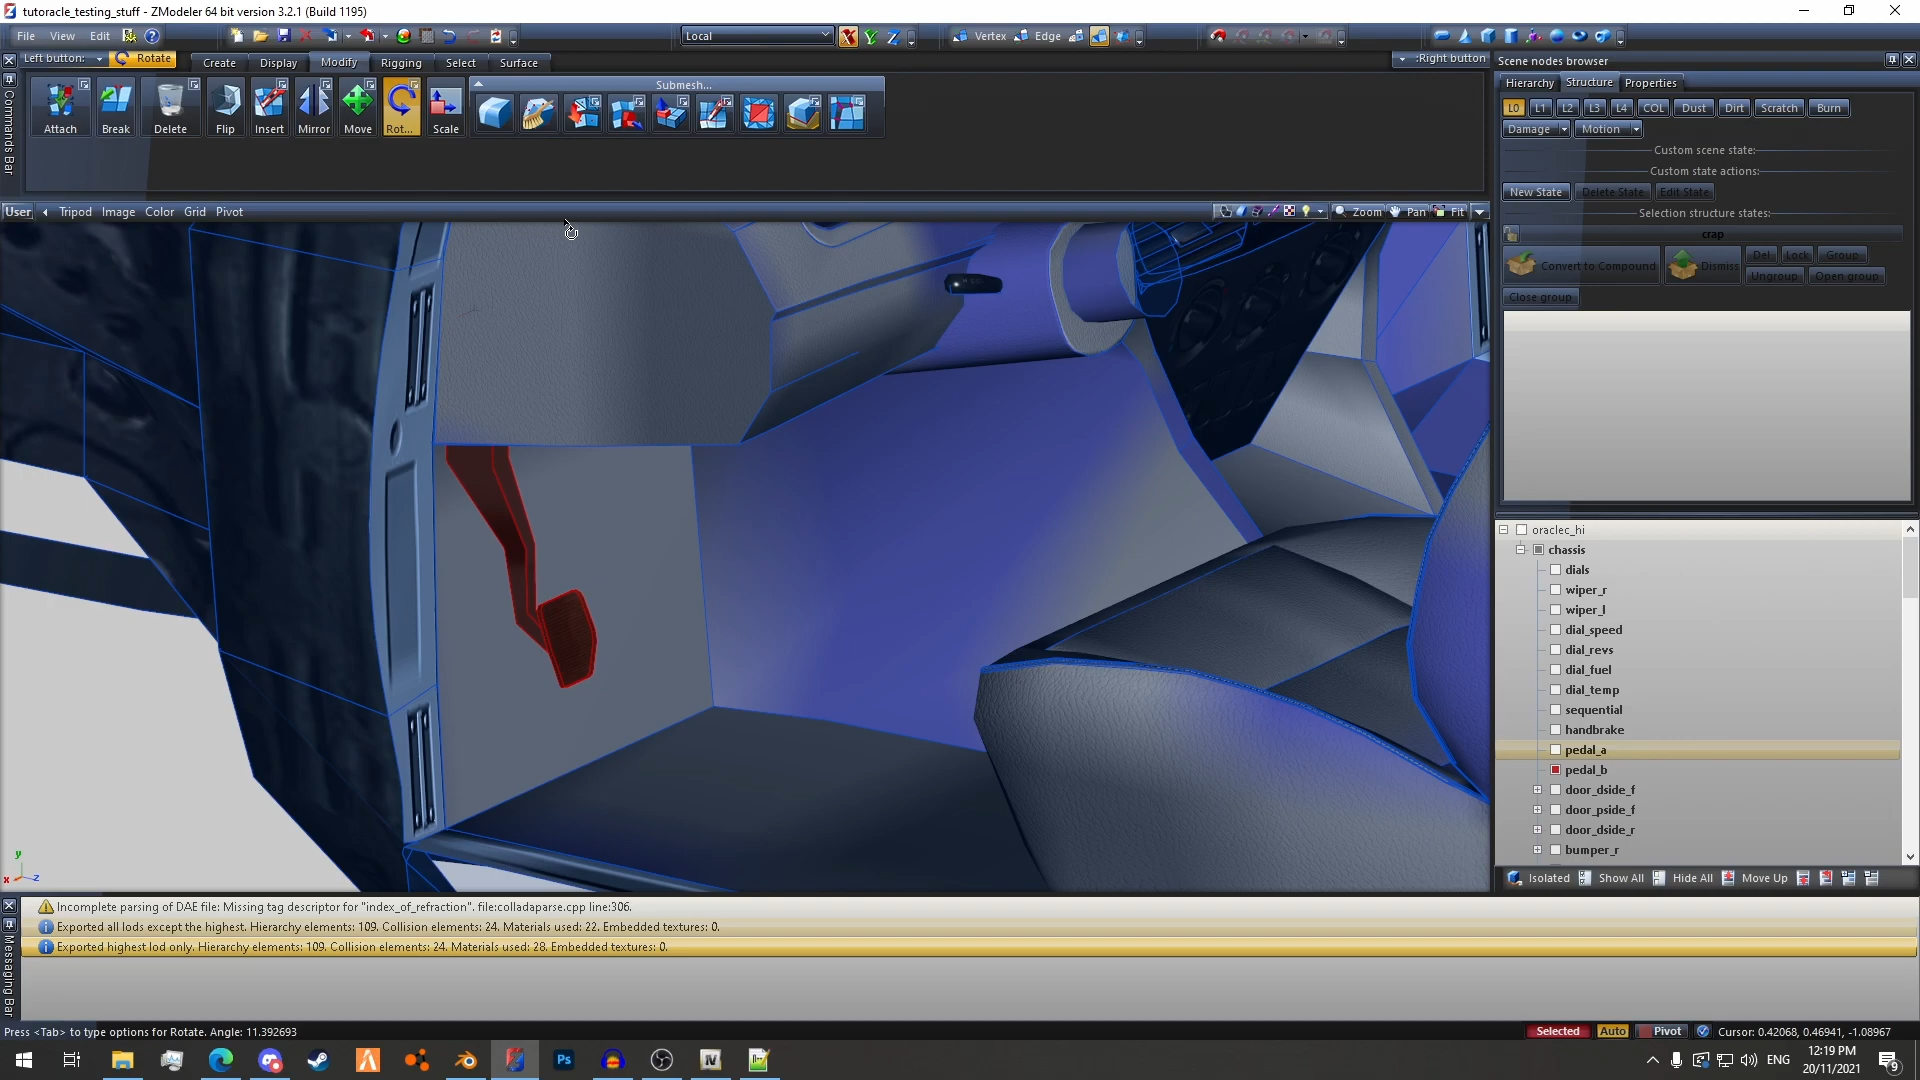 tutoracle_testing_stuff - ZModeler 64 bit version 3.2.1 (Build 1195)
File View Edit
Local
X Y Z
Vertex Edge
Left button: Rotate
Create Display Modify Rigging Select Surface
:Right button
Submesh...
Attach Break Delete Flip Insert Mirror Move Rot... Scale
Commands Bar
User Tripod Image Color Grid Pivot
Zoom Pan Fit
Scene nodes browser
Hierarchy Structure Properties
L0 L1 L2 L3 L4 COL Dust Dirt Scratch Burn
Damage Motion
Custom scene state:
Custom state actions:
New State Delete State Edit State
Selection structure states:
crap
Convert to Compound Dismiss Del Lock Group
Ungroup Open group
Close group
oraclec_hi
chassis
dials
wiper_r
wiper_l
dial_speed
dial_revs
dial_fuel
dial_temp
sequential
handbrake
pedal_a
pedal_b
door_dside_f
door_pside_f
door_dside_r
bumper_r
Isolated Show All Hide All Move Up
y
x z
Messaging Bar
Incomplete parsing of DAE file: Missing tag descriptor for "index_of_refraction". file:colladaparse.cpp line:306.
Exported all lods except the highest. Hierarchy elements: 109. Collision elements: 24. Materials used: 22. Embedded textures: 0.
Exported highest lod only. Hierarchy elements: 109. Collision elements: 24. Materials used: 28. Embedded textures: 0.
Press <Tab> to type options for Rotate. Angle: 11.392693
Selected Auto Pivot Cursor: 0.42068, 0.46941, -1.08967
Ps
IV
ENG
12:19 PM
20/11/2021
9